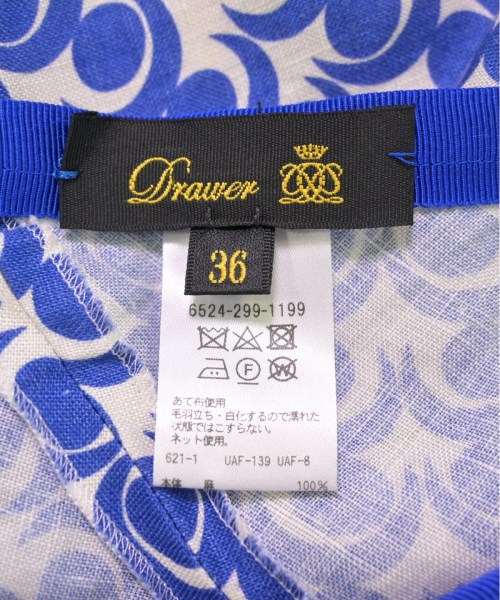 Drawer
36
6524-299-1199
F W
あて布使用
毛羽立ち・白化するので濡れた
状態ではこすらない。
ネット使用。
621-1 UAF-139 UAF-8
本体 麻 100%